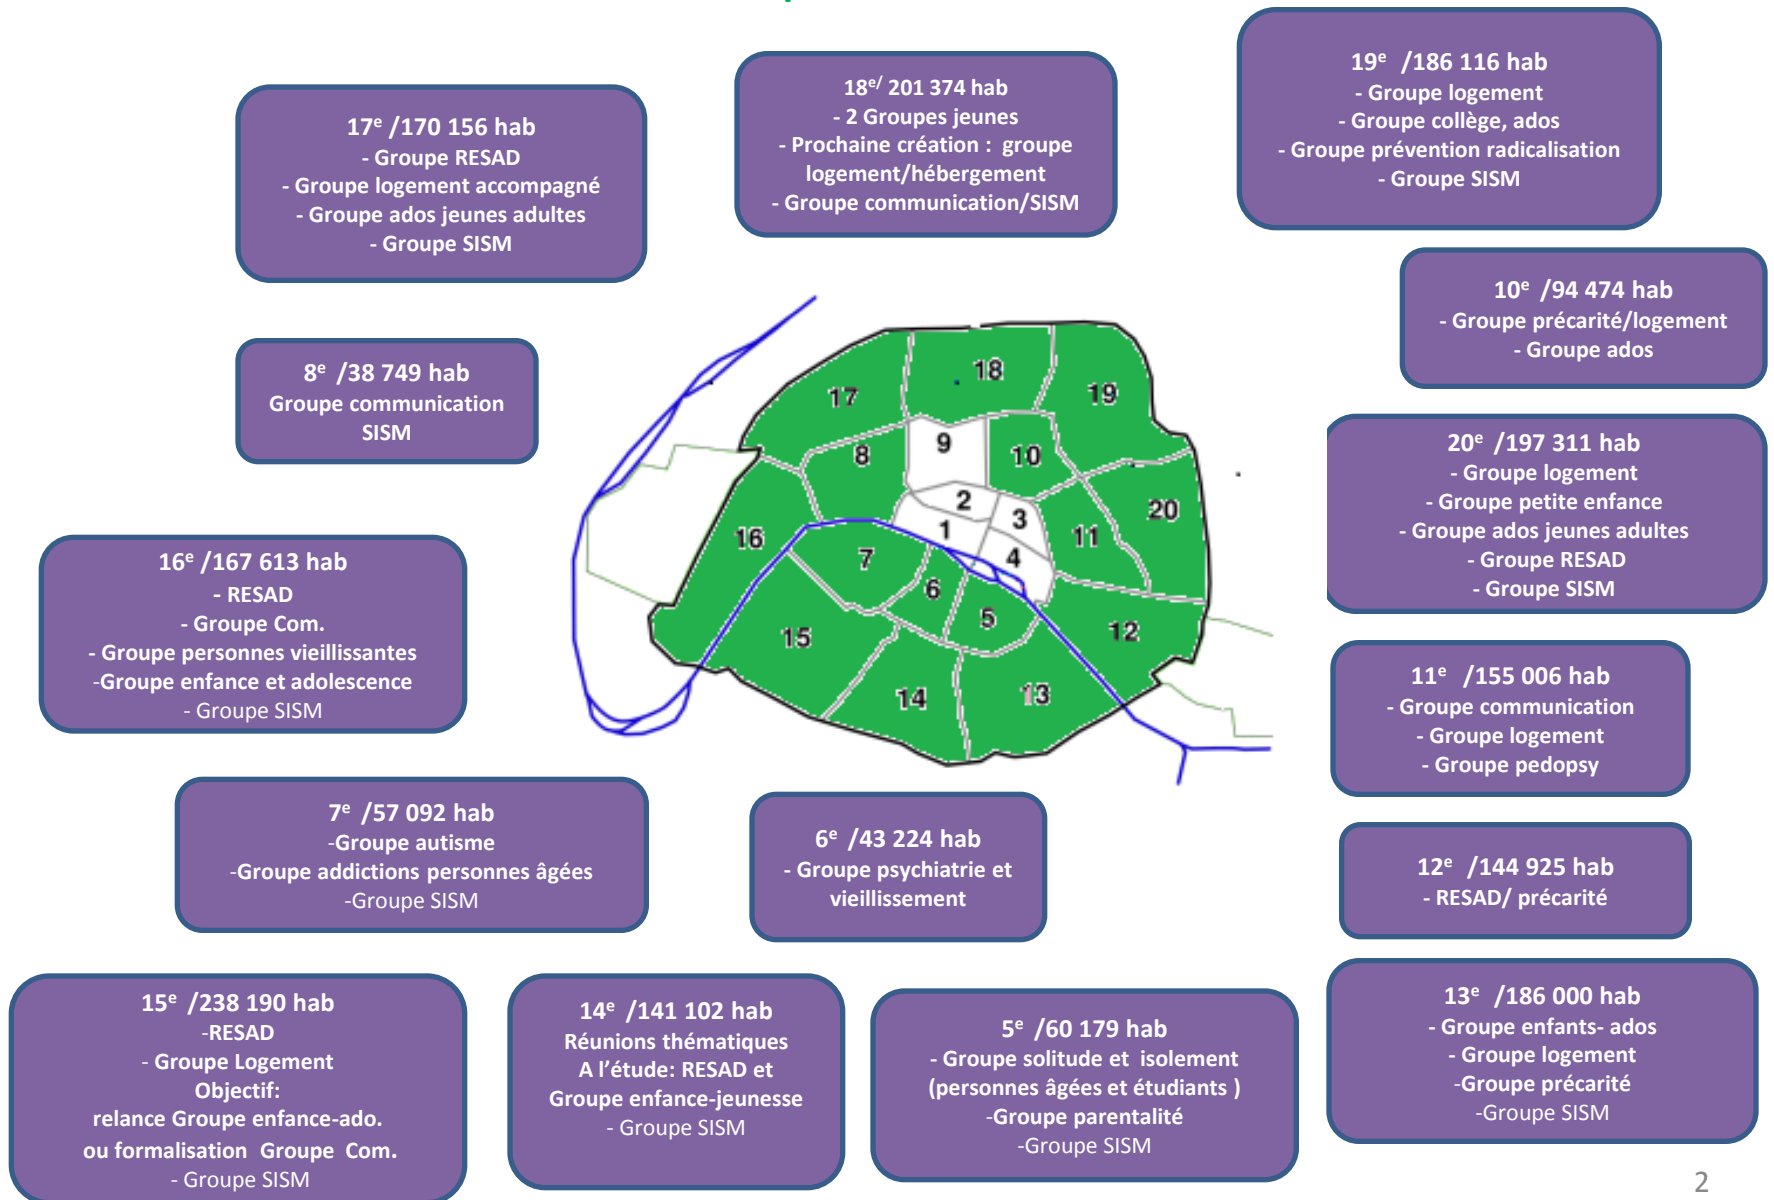 17e /170 156 hab
- Groupe RESAD
- Groupe logement accompagné
- Groupe ados jeunes adultes
- Groupe SISM
18e/ 201 374 hab
- 2 Groupes jeunes
- Prochaine création : groupe
logement/hébergement
- Groupe communication/SISM
19e /186 116 hab
- Groupe logement
- Groupe collège, ados
- Groupe prévention radicalisation
- Groupe SISM
10e /94 474 hab
- Groupe précarité/logement
- Groupe ados
8e /38 749 hab
Groupe communication
SISM
20e /197 311 hab
- Groupe logement
- Groupe petite enfance
- Groupe ados jeunes adultes
- Groupe RESAD
- Groupe SISM
16e /167 613 hab
- RESAD
- Groupe Com.
- Groupe personnes vieillissantes
-Groupe enfance et adolescence
- Groupe SISM
18
17
19
9
8
10
2
20
3
1
11
16
4
7
6
5
12
15
14
13
11e /155 006 hab
- Groupe communication
- Groupe logement
- Groupe pedopsy
7e /57 092 hab
-Groupe autisme
-Groupe addictions personnes âgées
-Groupe SISM
6e /43 224 hab
- Groupe psychiatrie et
vieillissement
12e /144 925 hab
- RESAD/ précarité
15e /238 190 hab
-RESAD
- Groupe Logement
Objectif:
relance Groupe enfance-ado.
ou formalisation Groupe Com.
- Groupe SISM
14e /141 102 hab
Réunions thématiques
A l'étude: RESAD et
Groupe enfance-jeunesse
- Groupe SISM
5e /60 179 hab
- Groupe solitude et isolement
(personnes âgées et étudiants )
-Groupe parentalité
-Groupe SISM
13e /186 000 hab
- Groupe enfants- ados
- Groupe logement
-Groupe précarité
-Groupe SISM
2